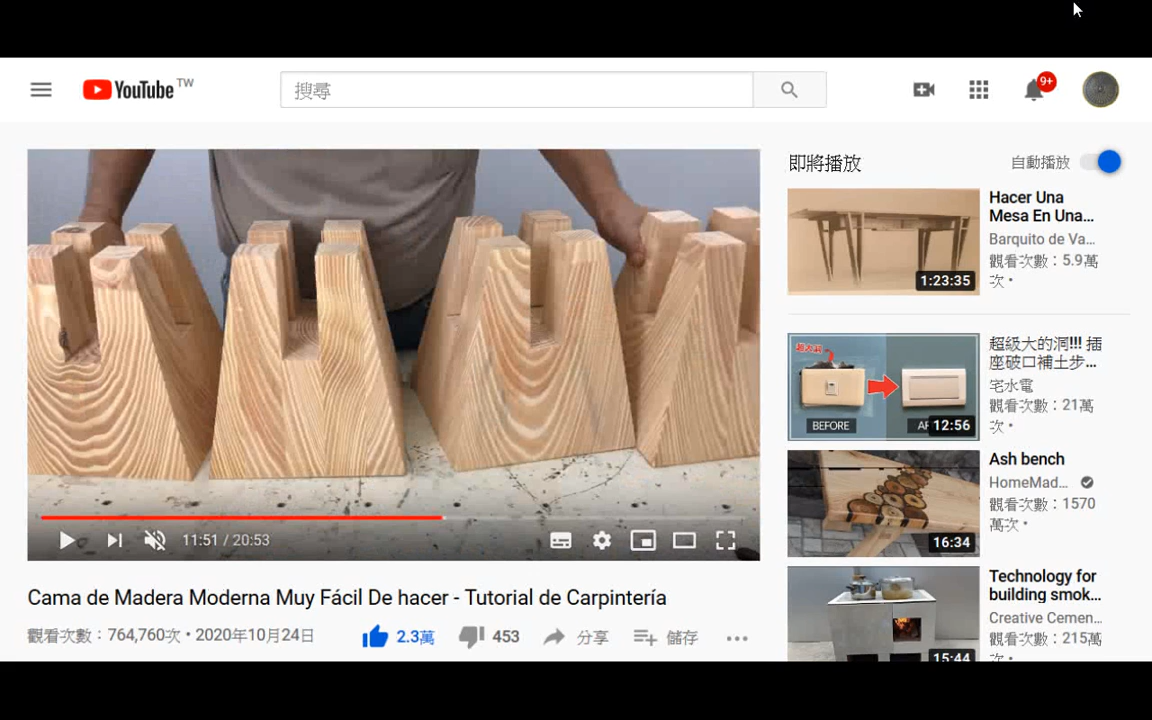 YouTube TW
搜尋
9+
即將播放
自動播放
Hacer Una
Mesa En Una...
Barquito de Va...
觀看次數：5.9萬
次 •
1:23:35
超級大的洞!!! 插
座破口補土步...
宅水電
觀看次數：21萬
次 •
BEFORE
12:56
Ash bench
HomeMad...
觀看次數：1570
萬次 •
16:34
Technology for
building smok...
Creative Cemen...
觀看次數：215萬
次 •
15:44
11:51 / 20:53
Cama de Madera Moderna Muy Fácil De hacer - Tutorial de Carpintería
觀看次數：764,760次 • 2020年10月24日
2.3萬
453
分享
儲存